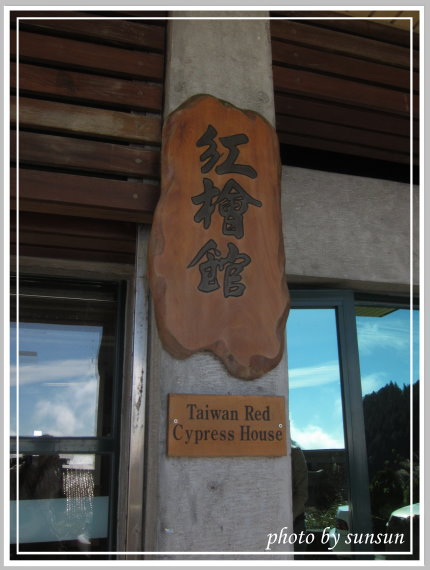 紅檜館
Taiwan Red
Cypress House
photo by sunsun